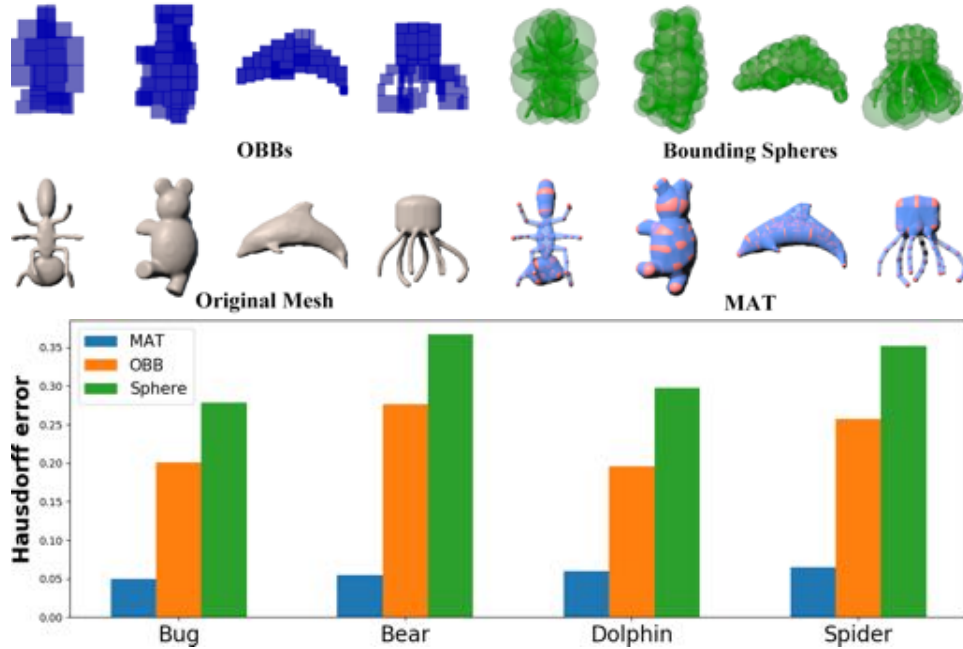 OBBs
Bounding Spheres
Original Mesh
MAT
MAT
OBB
Sphere
Hausdorff error
0.35
0.30
0.25
0.20
0.15
0.10
0.05
0.00
Bug
Bear
Dolphin
Spider